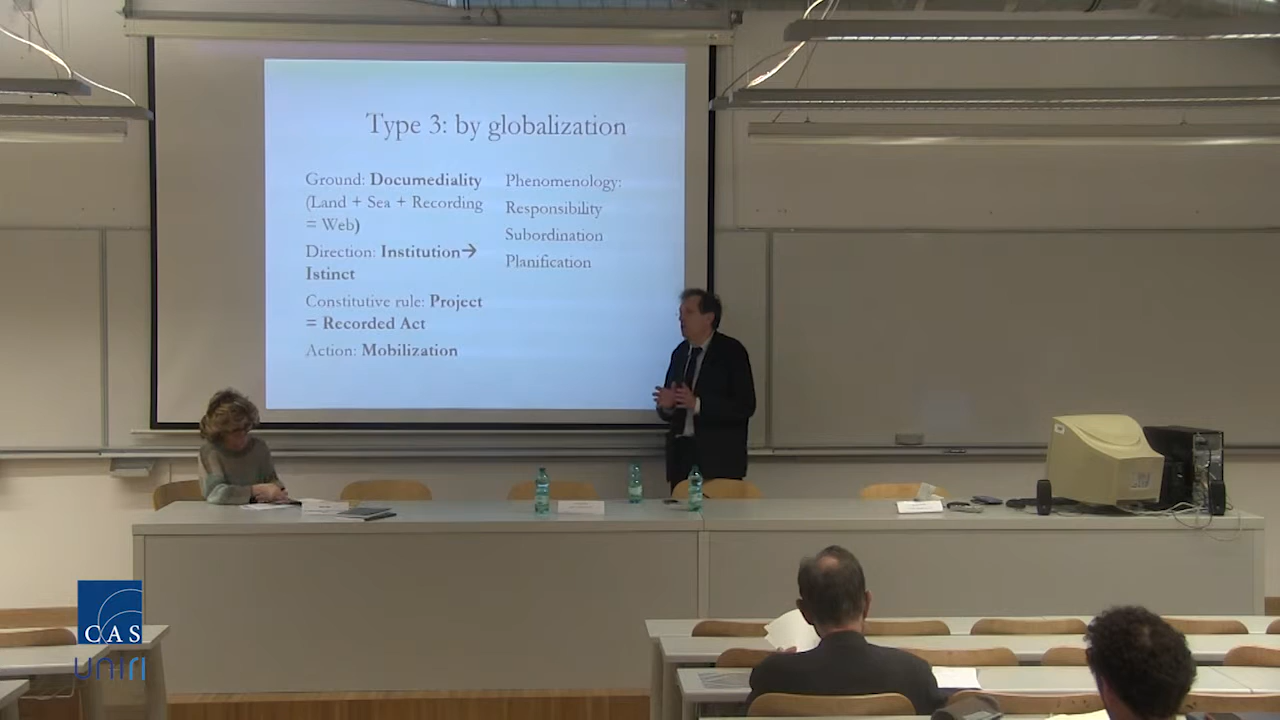 Type 3: by globalization
Ground: Documediality
(Land + Sea + Recording
= Web)
Direction: Institution→
Istinct
Constitutive rule: Project
= Recorded Act
Action: Mobilization
Phenomenology:
Responsibility
Subordination
Planification
CAS
uniri